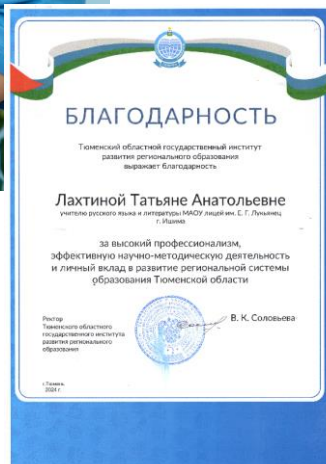 БЛАГОДАРНОСТЬ
Тюменский областной государственный институт
развития регионального образования
выражает благодарность
Лахтиной Татьяне Анатольевне
учителю русского языка и литературы МАОУ лицей им. Е. Г. Лукьянец
г. Ишима
за высокий профессионализм,
эффективную научно-методическую деятельность
и личный вклад в развитие региональной системы
образования Тюменской области
Ректор
Тюменского областного
государственного института
развития регионального
образования
В. К. Соловьева
г. Тюмень,
2024 г.